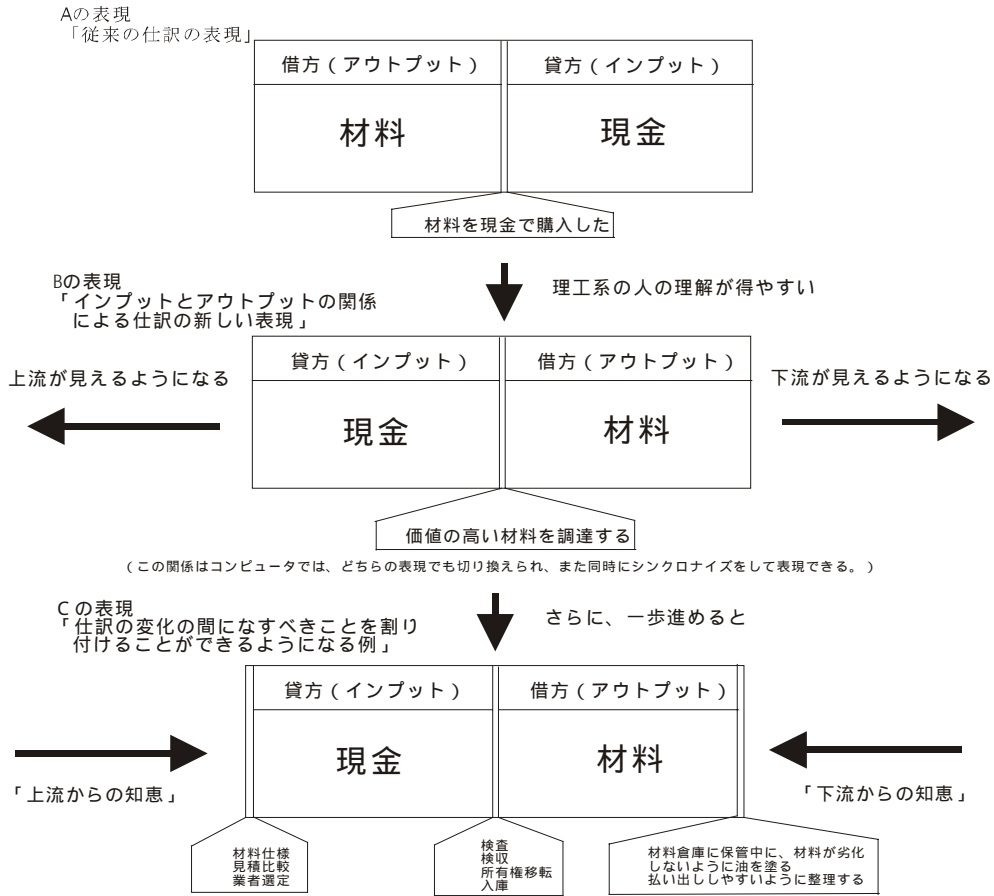 Aの表現
「従来の仕訳の表現」
借方（アウトプット）
貸方（インプット）
材料
現金
材料を現金で購入した
Bの表現
「インプットとアウトプットの関係
による仕訳の新しい表現」
理工系の人の理解が得やすい
上流が見えるようになる
貸方（インプット）
借方（アウトプット）
下流が見えるようになる
現金
材料
価値の高い材料を調達する
（この関係はコンピュータでは、どちらの表現でも切り換えられ、また同時にシンクロナイズをして表現できる。）
Cの表現
「仕訳の変化の間になすべきことを割り
付けることができるようになる例」
さらに、一歩進めると
貸方（インプット）
借方（アウトプット）
現金
材料
「上流からの知恵」
「下流からの知恵」
材料仕様
見積比較
業者選定
検査
検収
所有権移転
入庫
材料倉庫に保管中に、材料が劣化
しないように油を塗る
払い出ししやすいように整理する